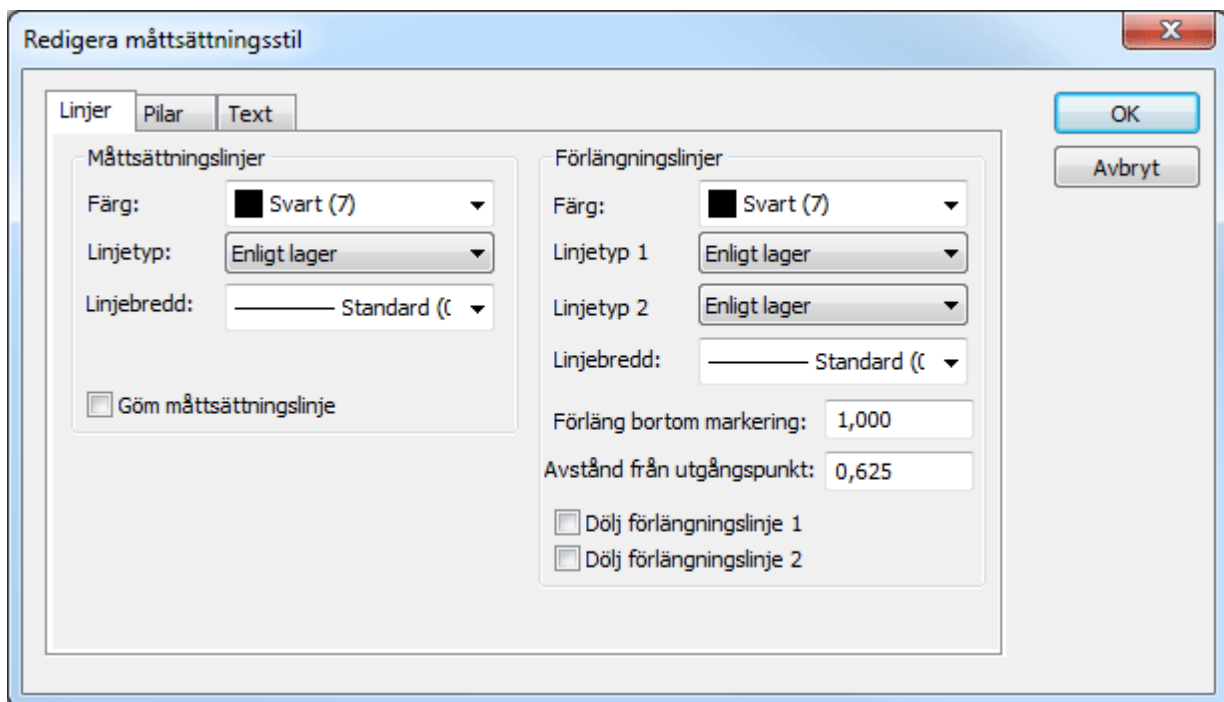 Redigera måttsättningsstil
Linjer Pilar Text
OK
Avbryt
Måttsättningslinjer
Färg: Svart (7)
Linjetyp: Enligt lager
Linjebredd: Standard ((
Göm måttsättningslinje
Förlängningslinjer
Färg: Svart (7)
Linjetyp 1 Enligt lager
Linjetyp 2 Enligt lager
Linjebredd: Standard ((
Förläng bortom markering: 1,000
Avstånd från utgångspunkt: 0,625
Dölj förlängningslinje 1
Dölj förlängningslinje 2